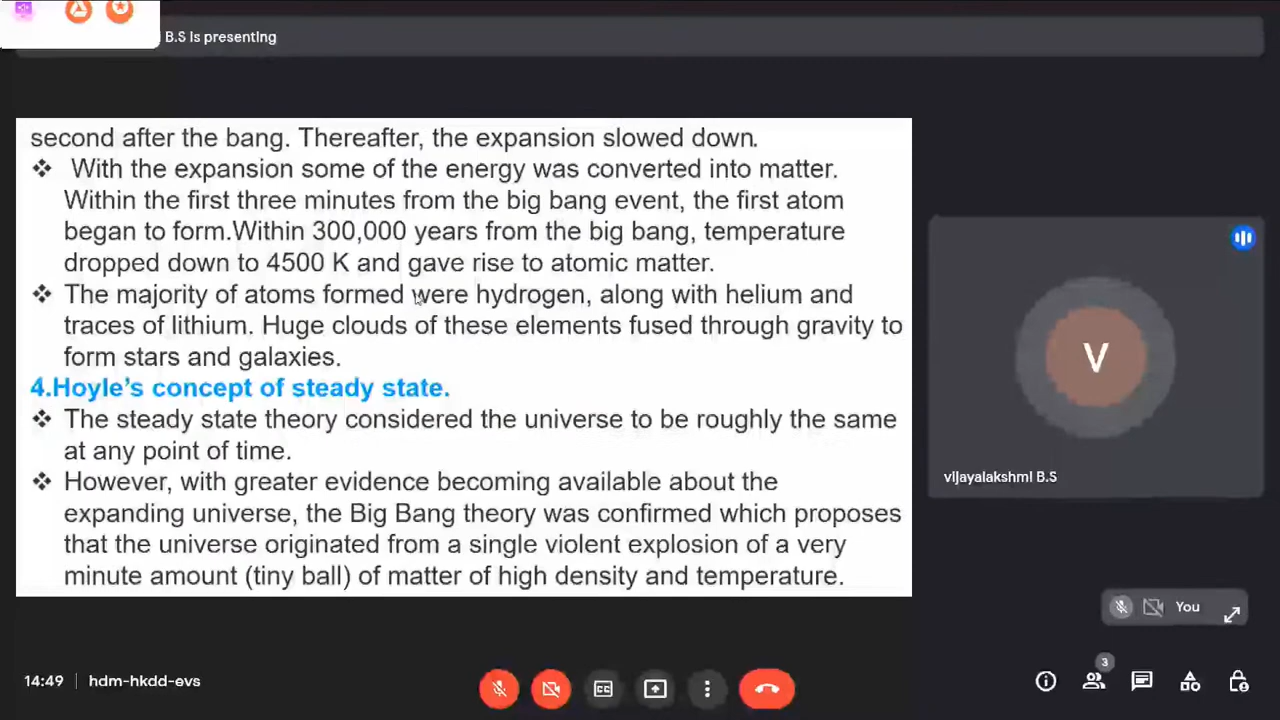 B.S is presenting
second after the bang. Thereafter, the expansion slowed down.
❖ With the expansion some of the energy was converted into matter.
Within the first three minutes from the big bang event, the first atom
began to form.Within 300,000 years from the big bang, temperature
dropped down to 4500 K and gave rise to atomic matter.
❖ The majority of atoms formed were hydrogen, along with helium and
traces of lithium. Huge clouds of these elements fused through gravity to
form stars and galaxies.
4.Hoyle’s concept of steady state.
❖ The steady state theory considered the universe to be roughly the same
at any point of time.
❖ However, with greater evidence becoming available about the
expanding universe, the Big Bang theory was confirmed which proposes
that the universe originated from a single violent explosion of a very
minute amount (tiny ball) of matter of high density and temperature.
V
vijayalakshmi B.S
You
14:49 | hdm-hkdd-evs
3